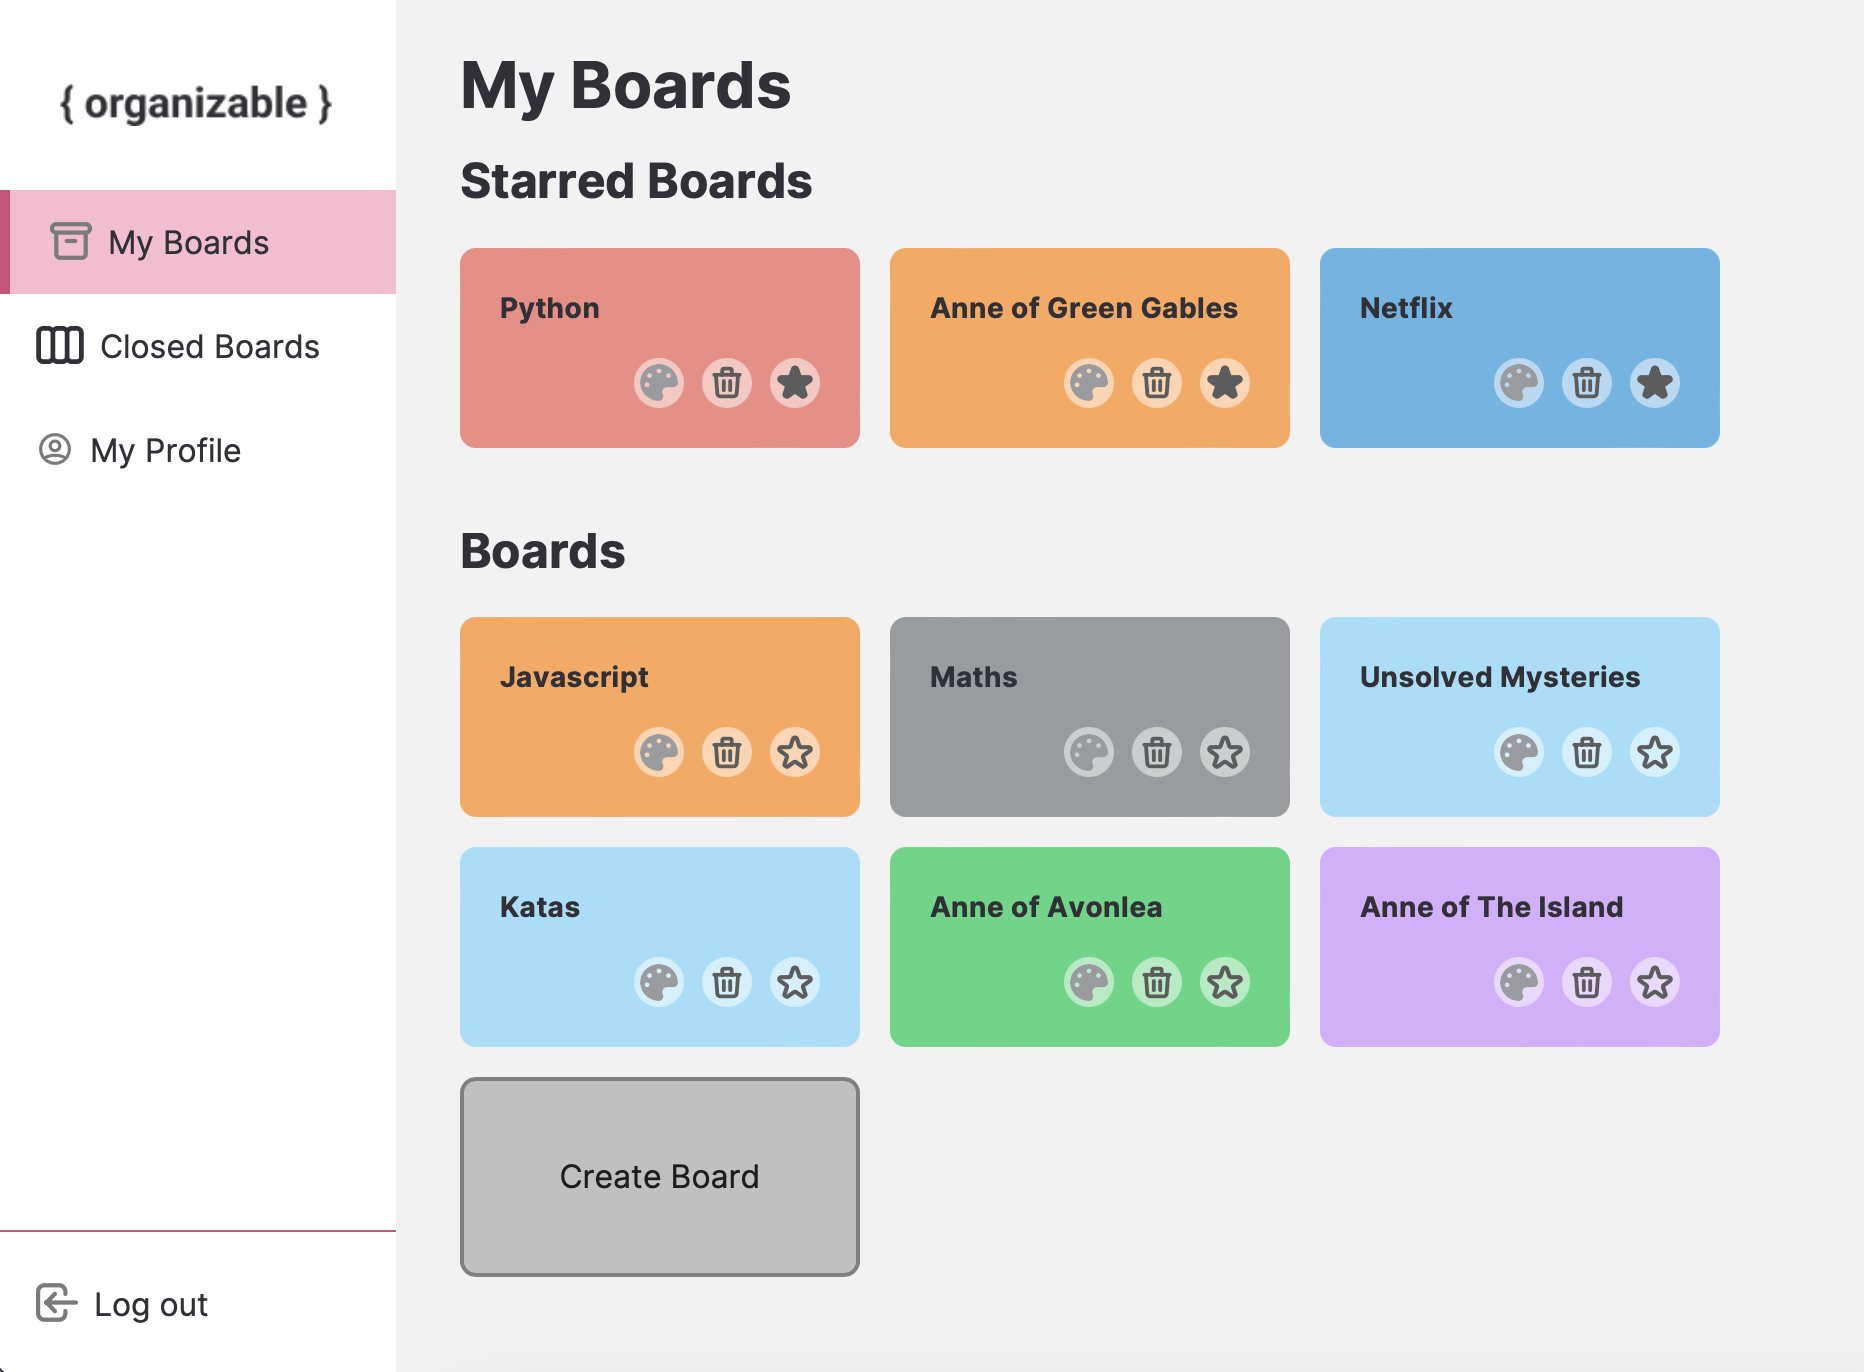 { organizable }
My Boards
Closed Boards
My Profile
Log out
My Boards
Starred Boards
Python
Anne of Green Gables
Netflix
Boards
Javascript
Maths
Unsolved Mysteries
Katas
Anne of Avonlea
Anne of The Island
Create Board